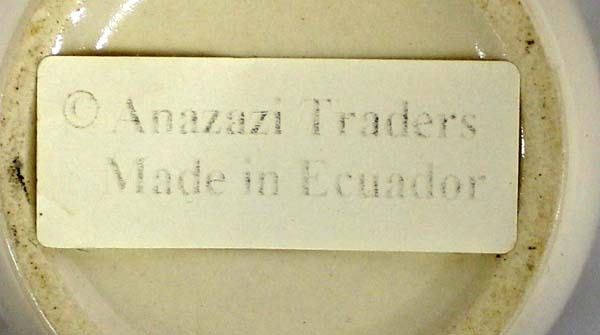 © Anazazi Traders
Made in Ecuador